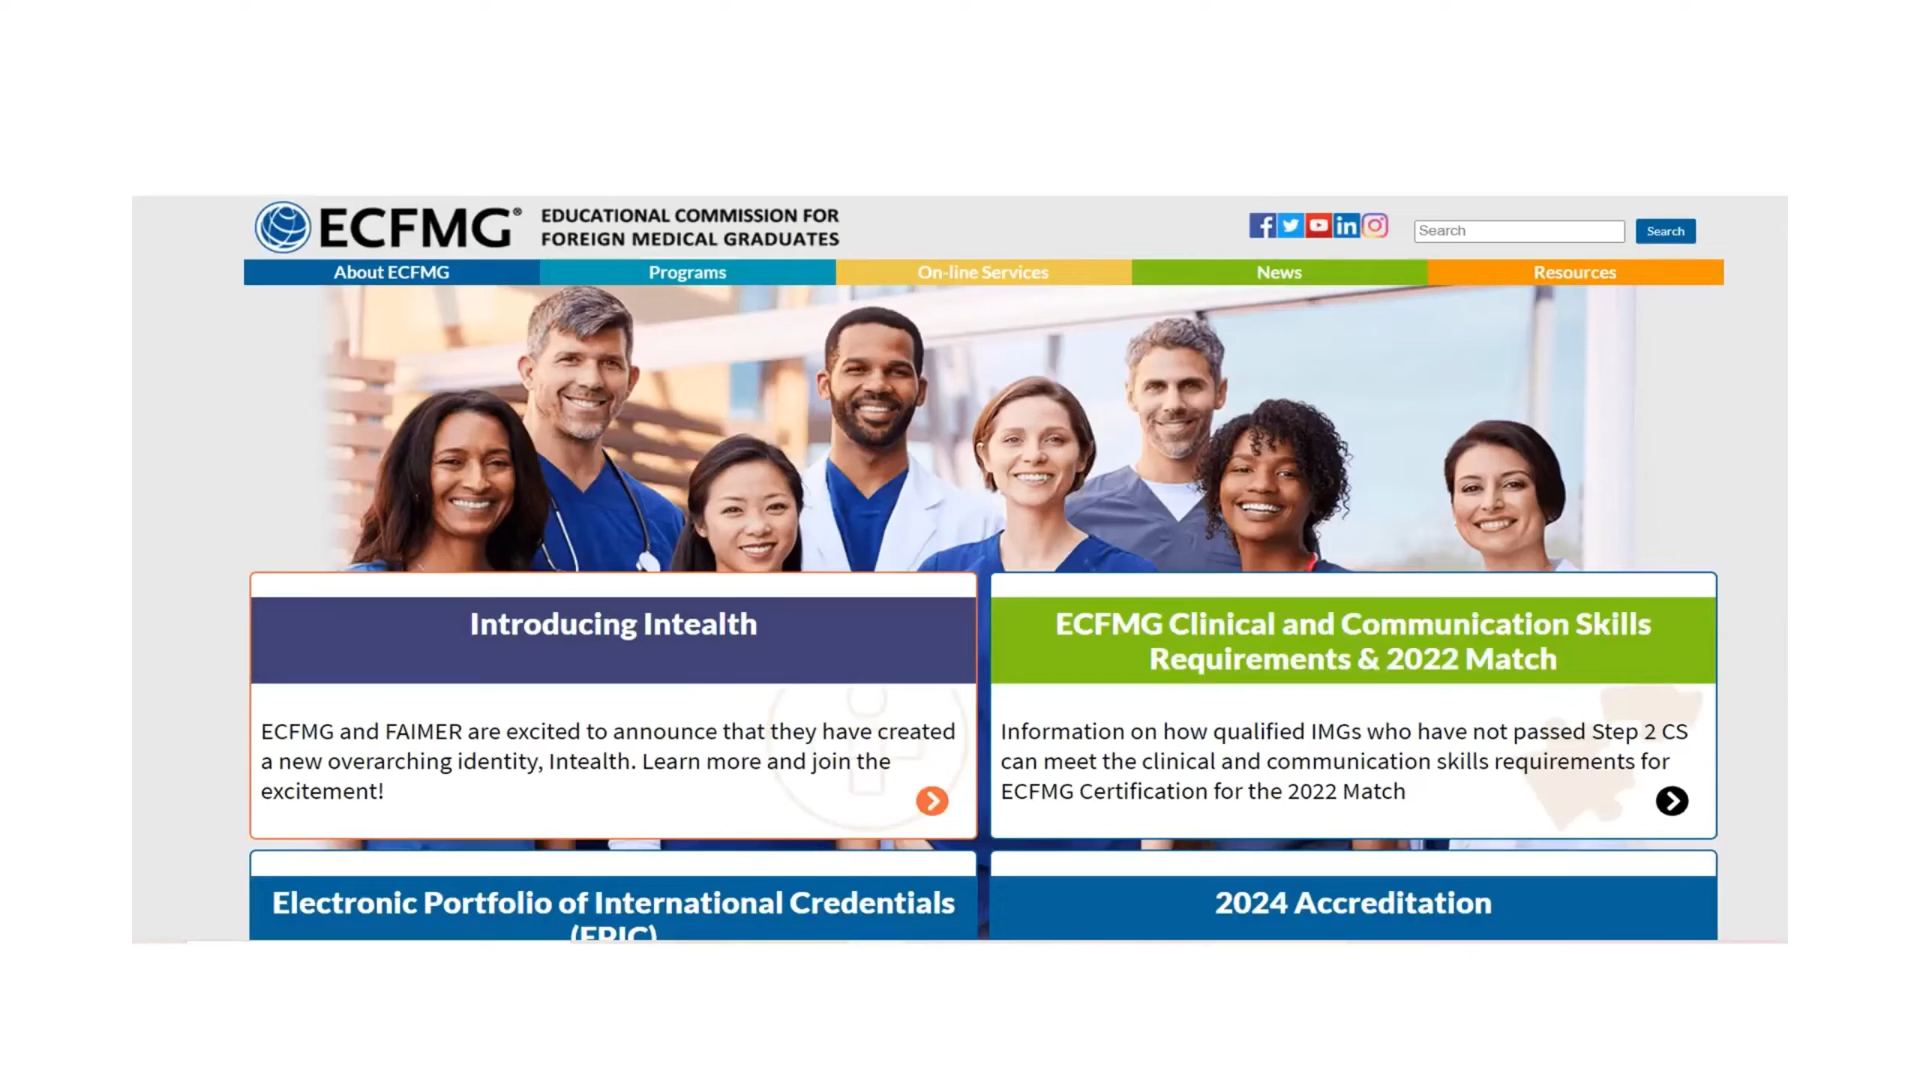 ECFMG®
EDUCATIONAL COMMISSION FOR
FOREIGN MEDICAL GRADUATES
Search
Search
About ECFMG
Programs
On-line Services
News
Resources
Introducing Intealth
ECFMG and FAIMER are excited to announce that they have created
a new overarching identity, Intealth. Learn more and join the
excitement!
ECFMG Clinical and Communication Skills
Requirements & 2022 Match
Information on how qualified IMGs who have not passed Step 2 CS
can meet the clinical and communication skills requirements for
ECFMG Certification for the 2022 Match
Electronic Portfolio of International Credentials
(EPIC)
2024 Accreditation